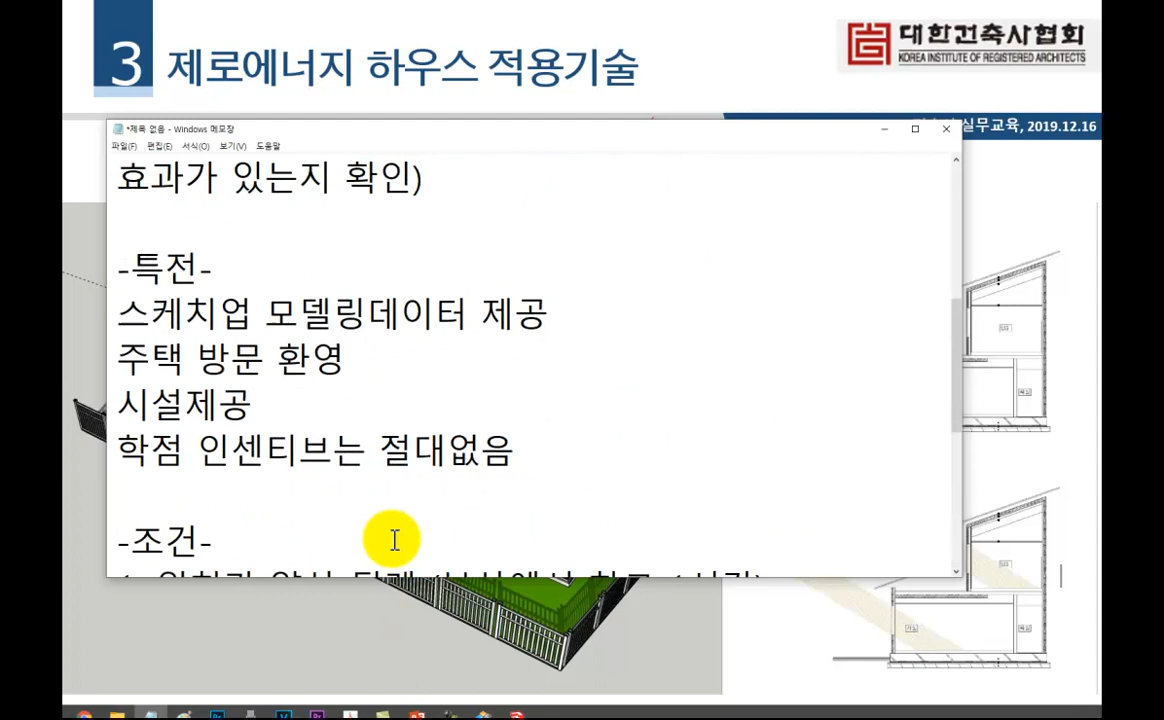 3 제로에너지 하우스 적용기술
대한건축사협회
KOREA INSTITUTE OF REGISTERED ARCHITECTS
실무교육, 2019.12.16
*제목 없음 - Windows 메모장
파일(F) 편집(E) 서식(O) 보기(V) 도움말
효과가 있는지 확인)
-특전-
스케치업 모델링데이터 제공
주택 방문 환영
시설제공
학점 인센티브는 절대없음
-조건-